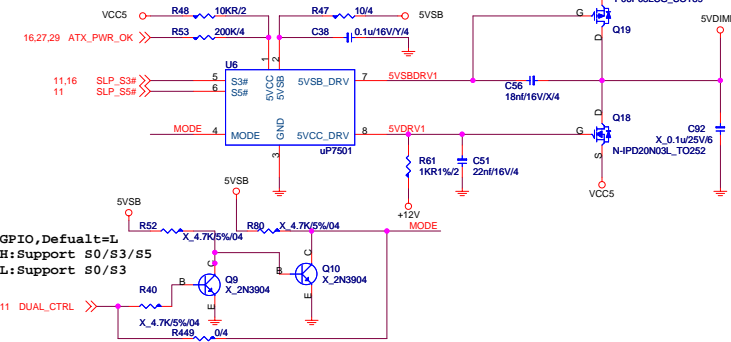 VCC5
R48
10KR/2
R47
10/4
5VSB
16,27,29 ATX_PWR_OK
R53
200K/4
C38
0.1u/16V/Y/4
G
D
Q19
5VDIM
U6
1
2
5VCC
5VSB
11,16 SLP_S3#
5
S3#
5VSB_DRV
7
5VSBDRV1
11 SLP_S5#
6
S5#
C56
18nf/16V/X/4
MODE
4
MODE
GND
5VCC_DRV
8
5VDRV1
3
uP7501
D
G
S
Q18
N-IPD20N03L_TO252
C92
X_0.1u/25V/6
R61
1KR1%/2
C51
22nf/16V/4
+12V
VCC5
5VSB
5VSB
R52
X_4.7K/5%/04
R80
X_4.7K/5%/04
MODE
GPIO,Defualt=L
H:Support S0/S3/S5
L:Support S0/S3
C
B
E
Q9
X_2N3904
C
B
E
Q10
X_2N3904
11 DUAL_CTRL
R40
X_4.7K/5%/04
R449
0/4